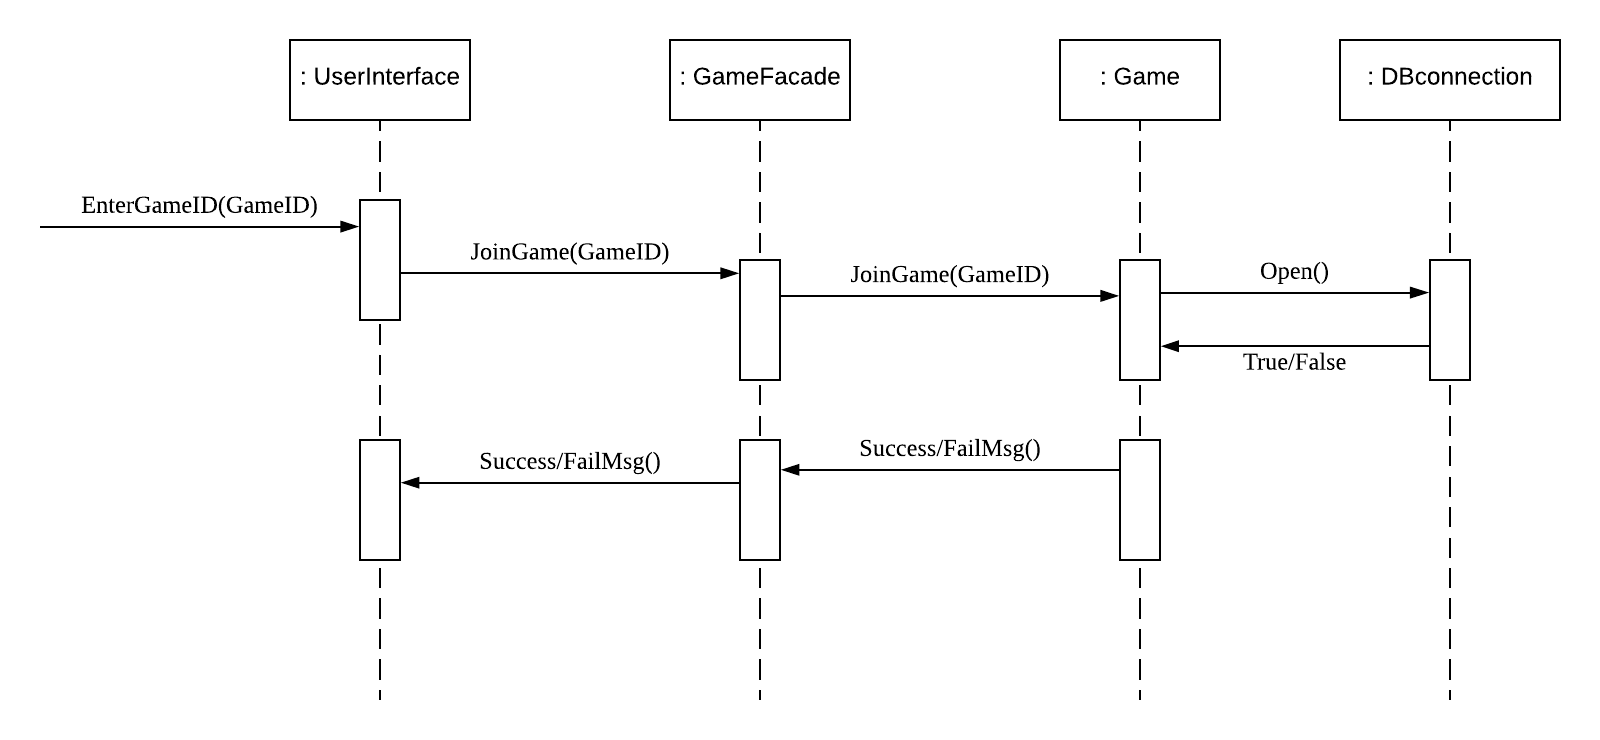 : UserInterface
: GameFacade
: Game
: DBconnection
EnterGameID(GameID)
JoinGame(GameID)
JoinGame(GameID)
Open()
True/False
Success/FailMsg()
Success/FailMsg()